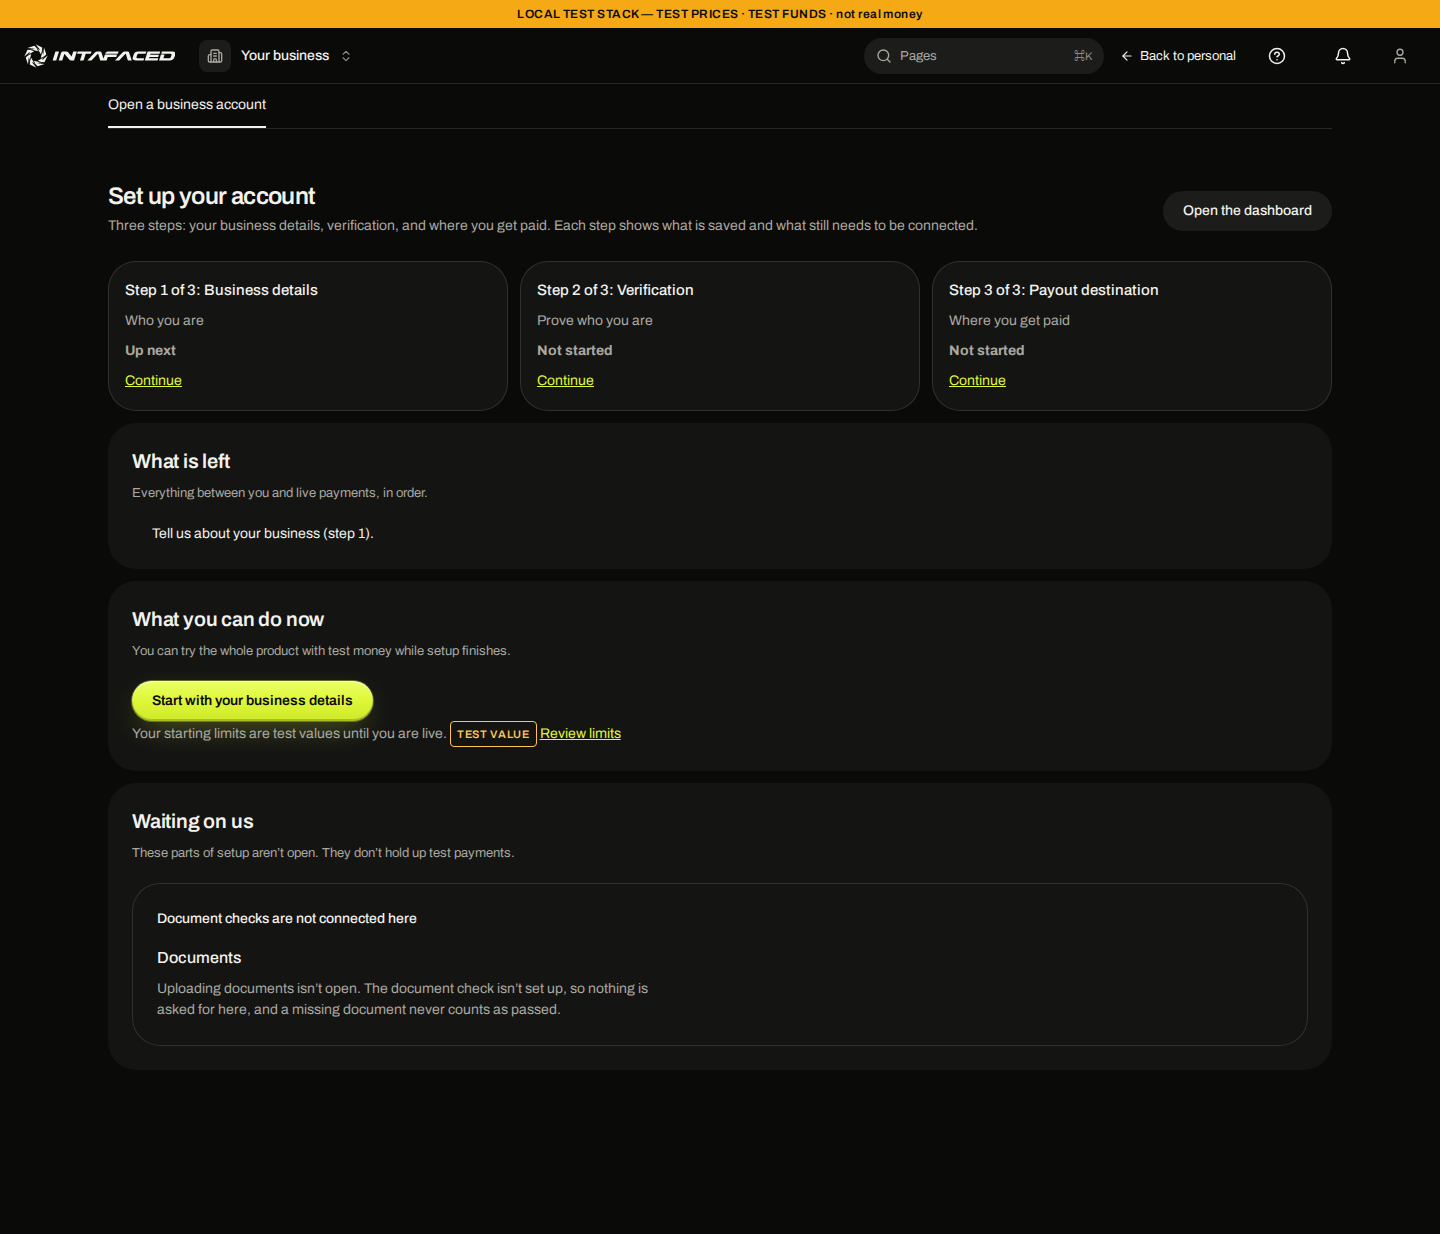 LOCAL TEST STACK — TEST PRICES · TEST FUNDS · not real money
INTAFACED
Your business
Pages
⌘K
Back to personal
Open a business account
Set up your account
Three steps: your business details, verification, and where you get paid. Each step shows what is saved and what still needs to be connected.
Open the dashboard
Step 1 of 3: Business details
Who you are
Up next
Continue
Step 2 of 3: Verification
Prove who you are
Not started
Continue
Step 3 of 3: Payout destination
Where you get paid
Not started
Continue
What is left
Everything between you and live payments, in order.
Tell us about your business (step 1).
What you can do now
You can try the whole product with test money while setup finishes.
Start with your business details
Your starting limits are test values until you are live. TEST VALUE Review limits
Waiting on us
These parts of setup aren't open. They don't hold up test payments.
Document checks are not connected here
Documents
Uploading documents isn't open. The document check isn't set up, so nothing is
asked for here, and a missing document never counts as passed.